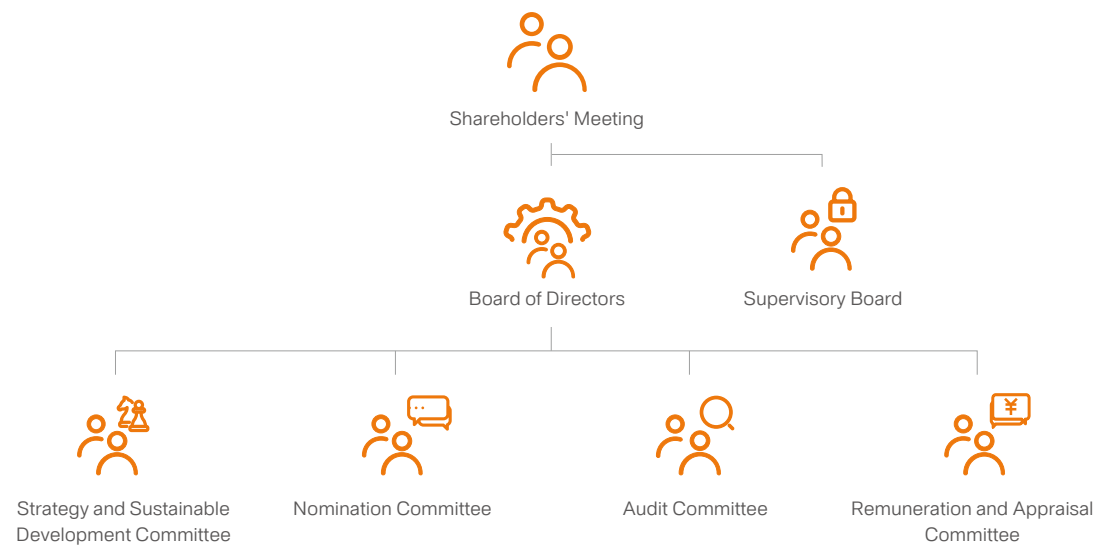 Shareholders' Meeting
Board of Directors
Supervisory Board
¥
Strategy and Sustainable
Development Committee
Nomination Committee
Audit Committee
Remuneration and Appraisal
Committee